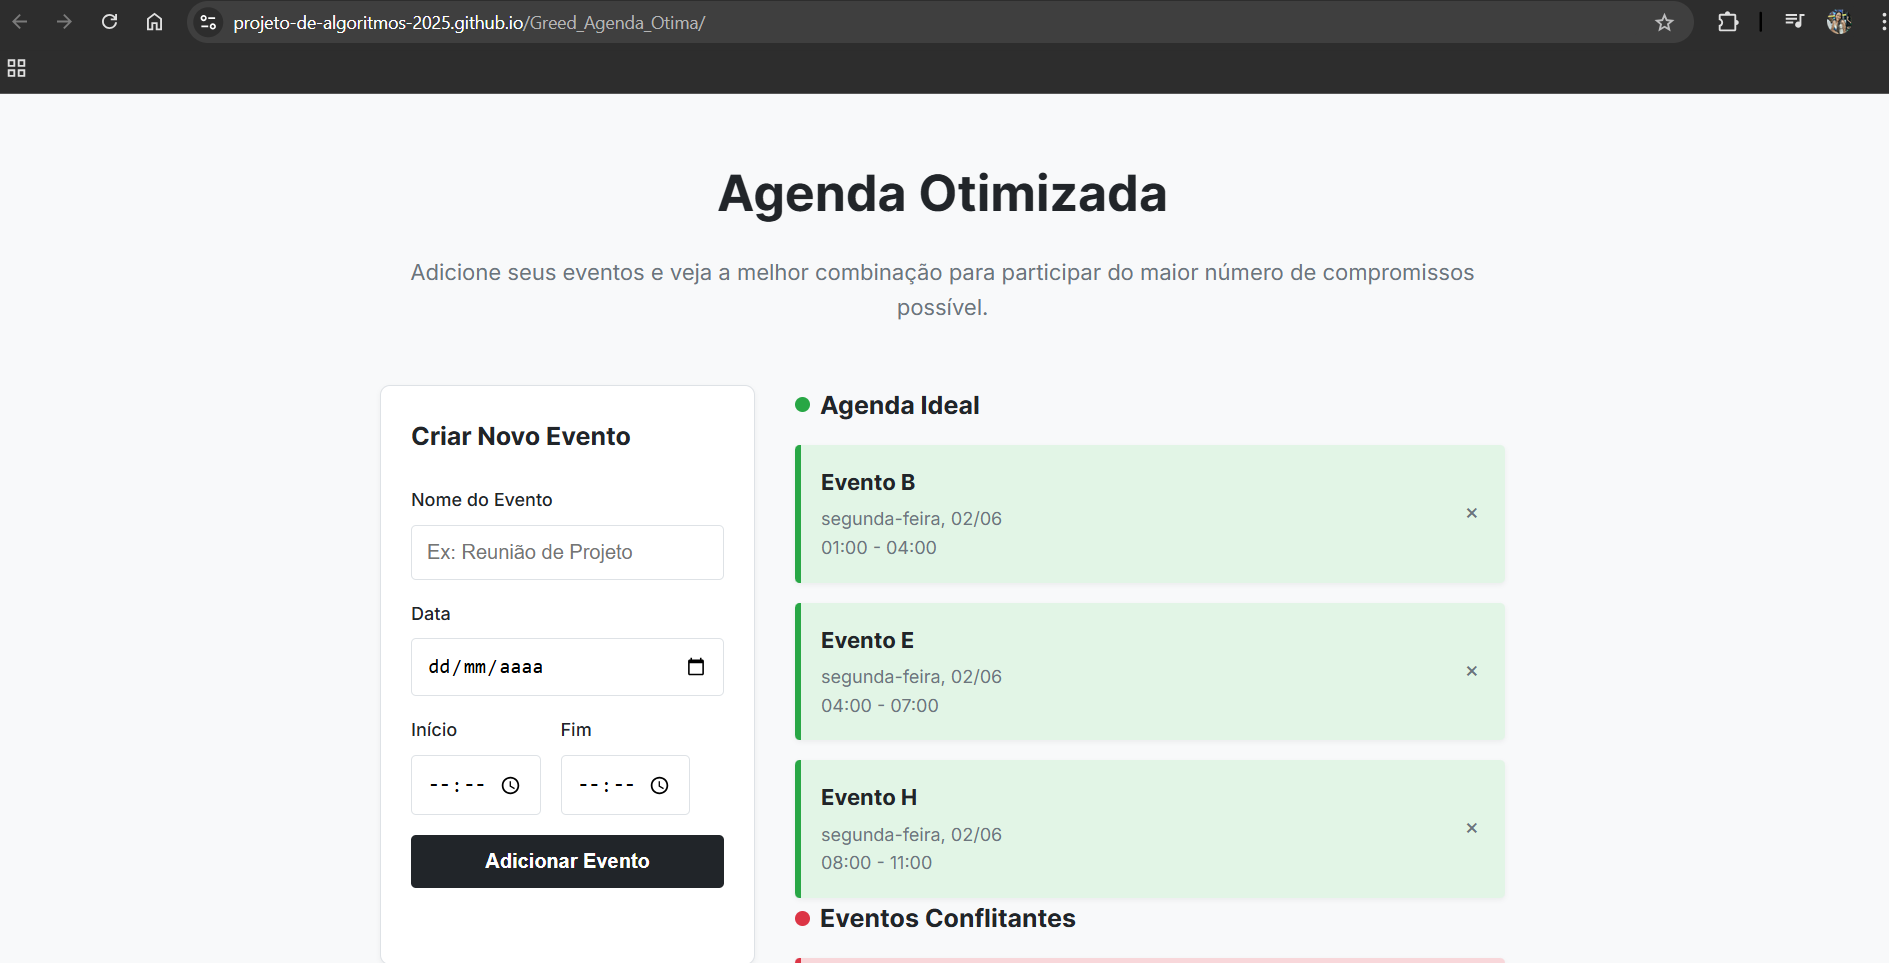 projeto-de-algoritmos-2025.github.io/Greed_Agenda_Otima/
Agenda Otimizada
Adicione seus eventos e veja a melhor combinação para participar do maior número de compromissos
possível.
Criar Novo Evento
Nome do Evento
Ex: Reunião de Projeto
Data
dd/mm/aaaa
Início
Fim
--:--
--:--
Adicionar Evento
Agenda Ideal
Evento B
segunda-feira, 02/06
01:00 - 04:00
×
Evento E
segunda-feira, 02/06
04:00 - 07:00
×
Evento H
segunda-feira, 02/06
08:00 - 11:00
×
Eventos Conflitantes